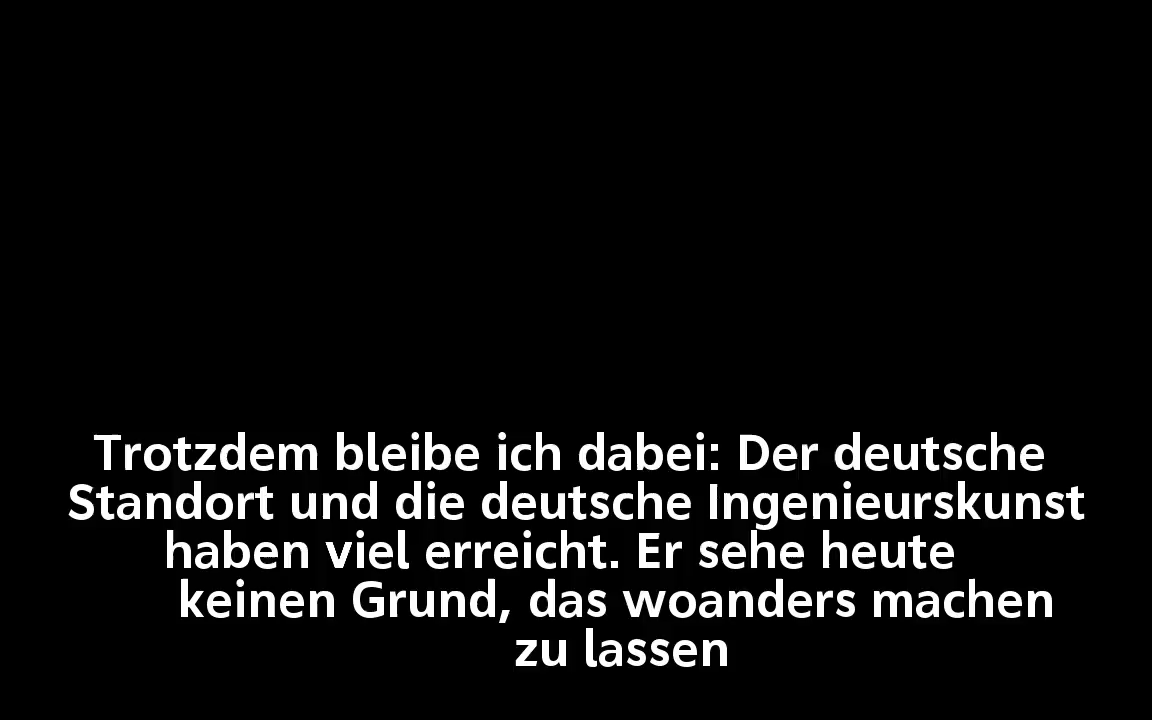 Trotzdem bleibe ich dabei: Der deutsche
Standort und die deutsche Ingenieurskunst
haben viel erreicht. Er sehe heute
keinen Grund, das woanders machen
zu lassen